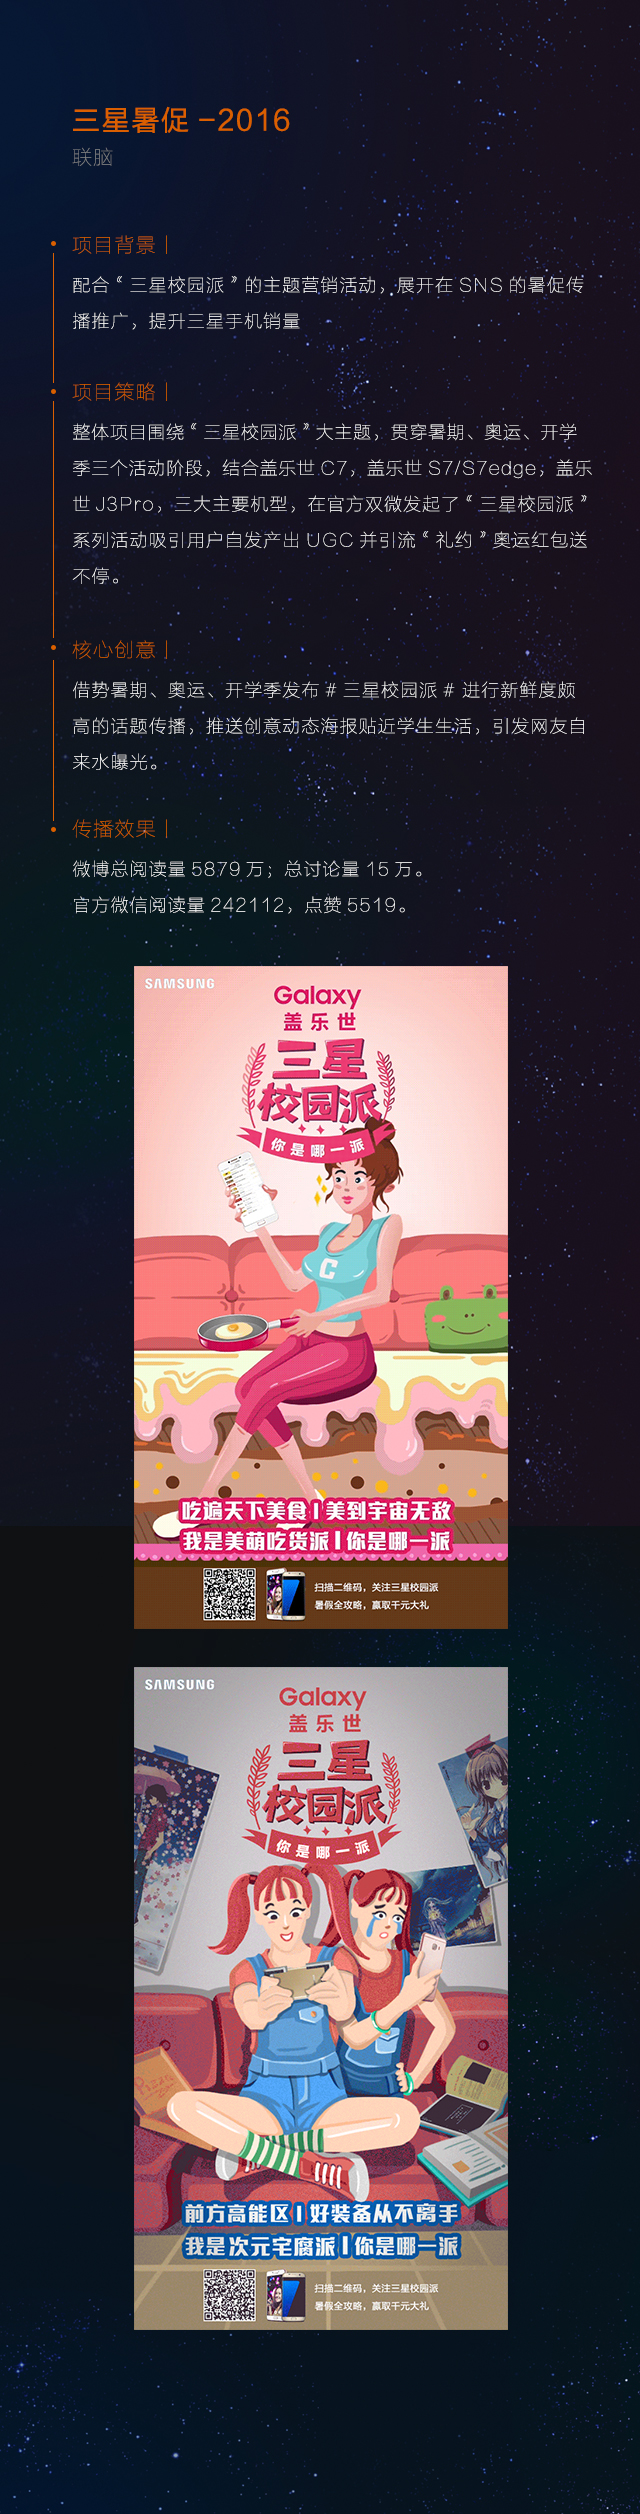 三星暑促 -2016
联脑
项目背景 |
配合 “ 三星校园派 ” 的主题营销活动，展开在 SNS 的暑促传
播推广，提升三星手机销量
项目策略 |
整体项目围绕 “ 三星校园派 ” 大主题，贯穿暑期、奥运、开学
季三个活动阶段，结合盖乐世 C7，盖乐世 S7/S7edge，盖乐
世 J3Pro，三大主要机型，在官方双微发起了 “ 三星校园派 ”
系列活动吸引用户自发产出 UGC 并引流 “ 礼约 ” 奥运红包送
不停。
核心创意 |
借势暑期、奥运、开学季发布 # 三星校园派 # 进行新鲜度颇
高的话题传播，推送创意动态海报贴近学生生活，引发网友自
来水曝光。
传播效果 |
微博总阅读量 5879 万；总讨论量 15 万。
官方微信阅读量 242112，点赞 5519。
SAMSUNG
Galaxy
盖乐世
三星
校园派
你是哪一派
C
吃遍天下美食 | 美到宇宙无敌
我是美萌吃货派 | 你是哪一派
扫描二维码，关注三星校园派
暑假全攻略，赢取千元大礼
SAMSUNG
Galaxy
盖乐世
三星
校园派
你是哪一派
Pizza
前方高能区 | 好装备从不离手
我是次元宅腐派 | 你是哪一派
扫描二维码，关注三星校园派
暑假全攻略，赢取千元大礼